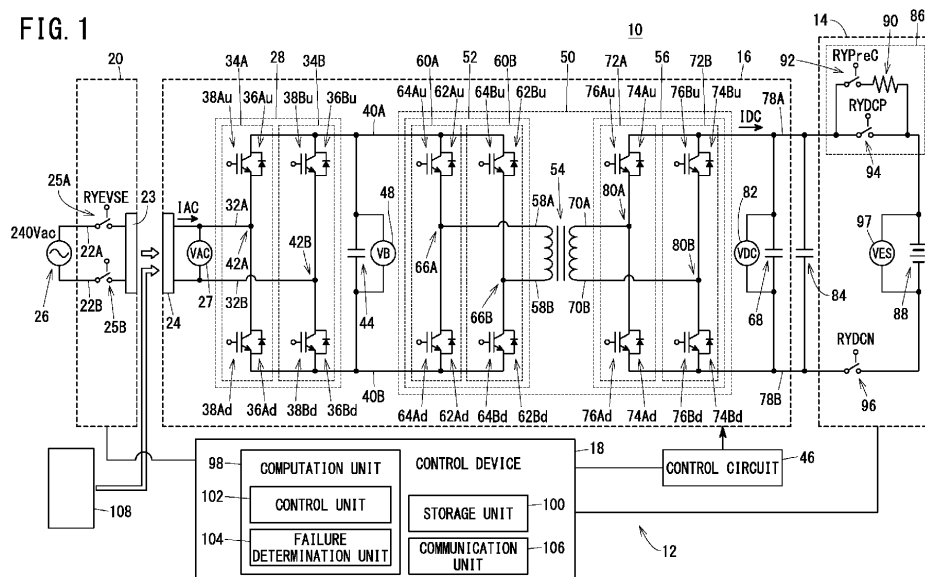 FIG. 1
10
14
86
20
34A
28
34B
60A
52
60B
50
72A
56
72B
16
RYPreC
90
92
38Au
36Au
38Bu
36Bu
40A
64Au
62Au
64Bu
62Bu
76Au
74Au
76Bu
74Bu
IDC
78A
RYDCP
94
25A
RYEVSE
23
IAC
32A
48
54
58A
70A
80A
82
97
240Vac
22A
VAC
42A
42B
VB
66A
80B
VDC
VES
22B
27
32B
26
25B
24
44
66B
58B
70B
68
84
88
RYDCN
38Ad
36Ad
38Bd
36Bd
40B
64Ad
62Ad
64Bd
62Bd
76Ad
74Ad
76Bd
74Bd
78B
96
98
COMPUTATION UNIT
CONTROL DEVICE
18
CONTROL CIRCUIT
46
102
CONTROL UNIT
STORAGE UNIT
100
108
104
FAILURE
DETERMINATION UNIT
COMMUNICATION
UNIT
106
12